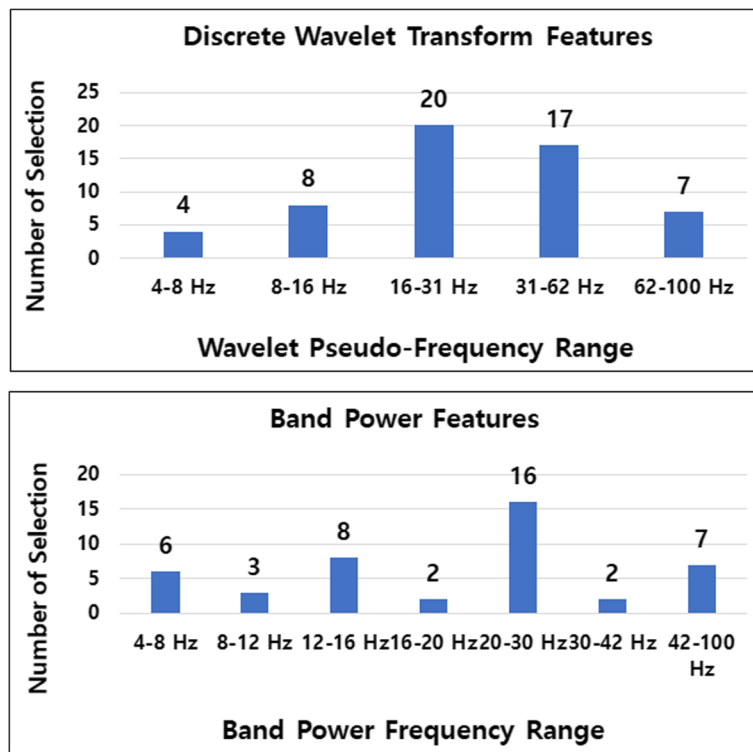 Discrete Wavelet Transform Features
Number of Selection
25
20
15
10
5
0
4
8
20
17
7
4-8 Hz
8-16 Hz
16-31 Hz
31-62 Hz
62-100 Hz
Wavelet Pseudo-Frequency Range
Band Power Features
Number of Selection
20
15
10
5
0
6
3
8
2
16
2
7
4-8 Hz
8-12 Hz
12-16 Hz
16-20 Hz
20-30 Hz
30-42 Hz
42-100
Hz
Band Power Frequency Range